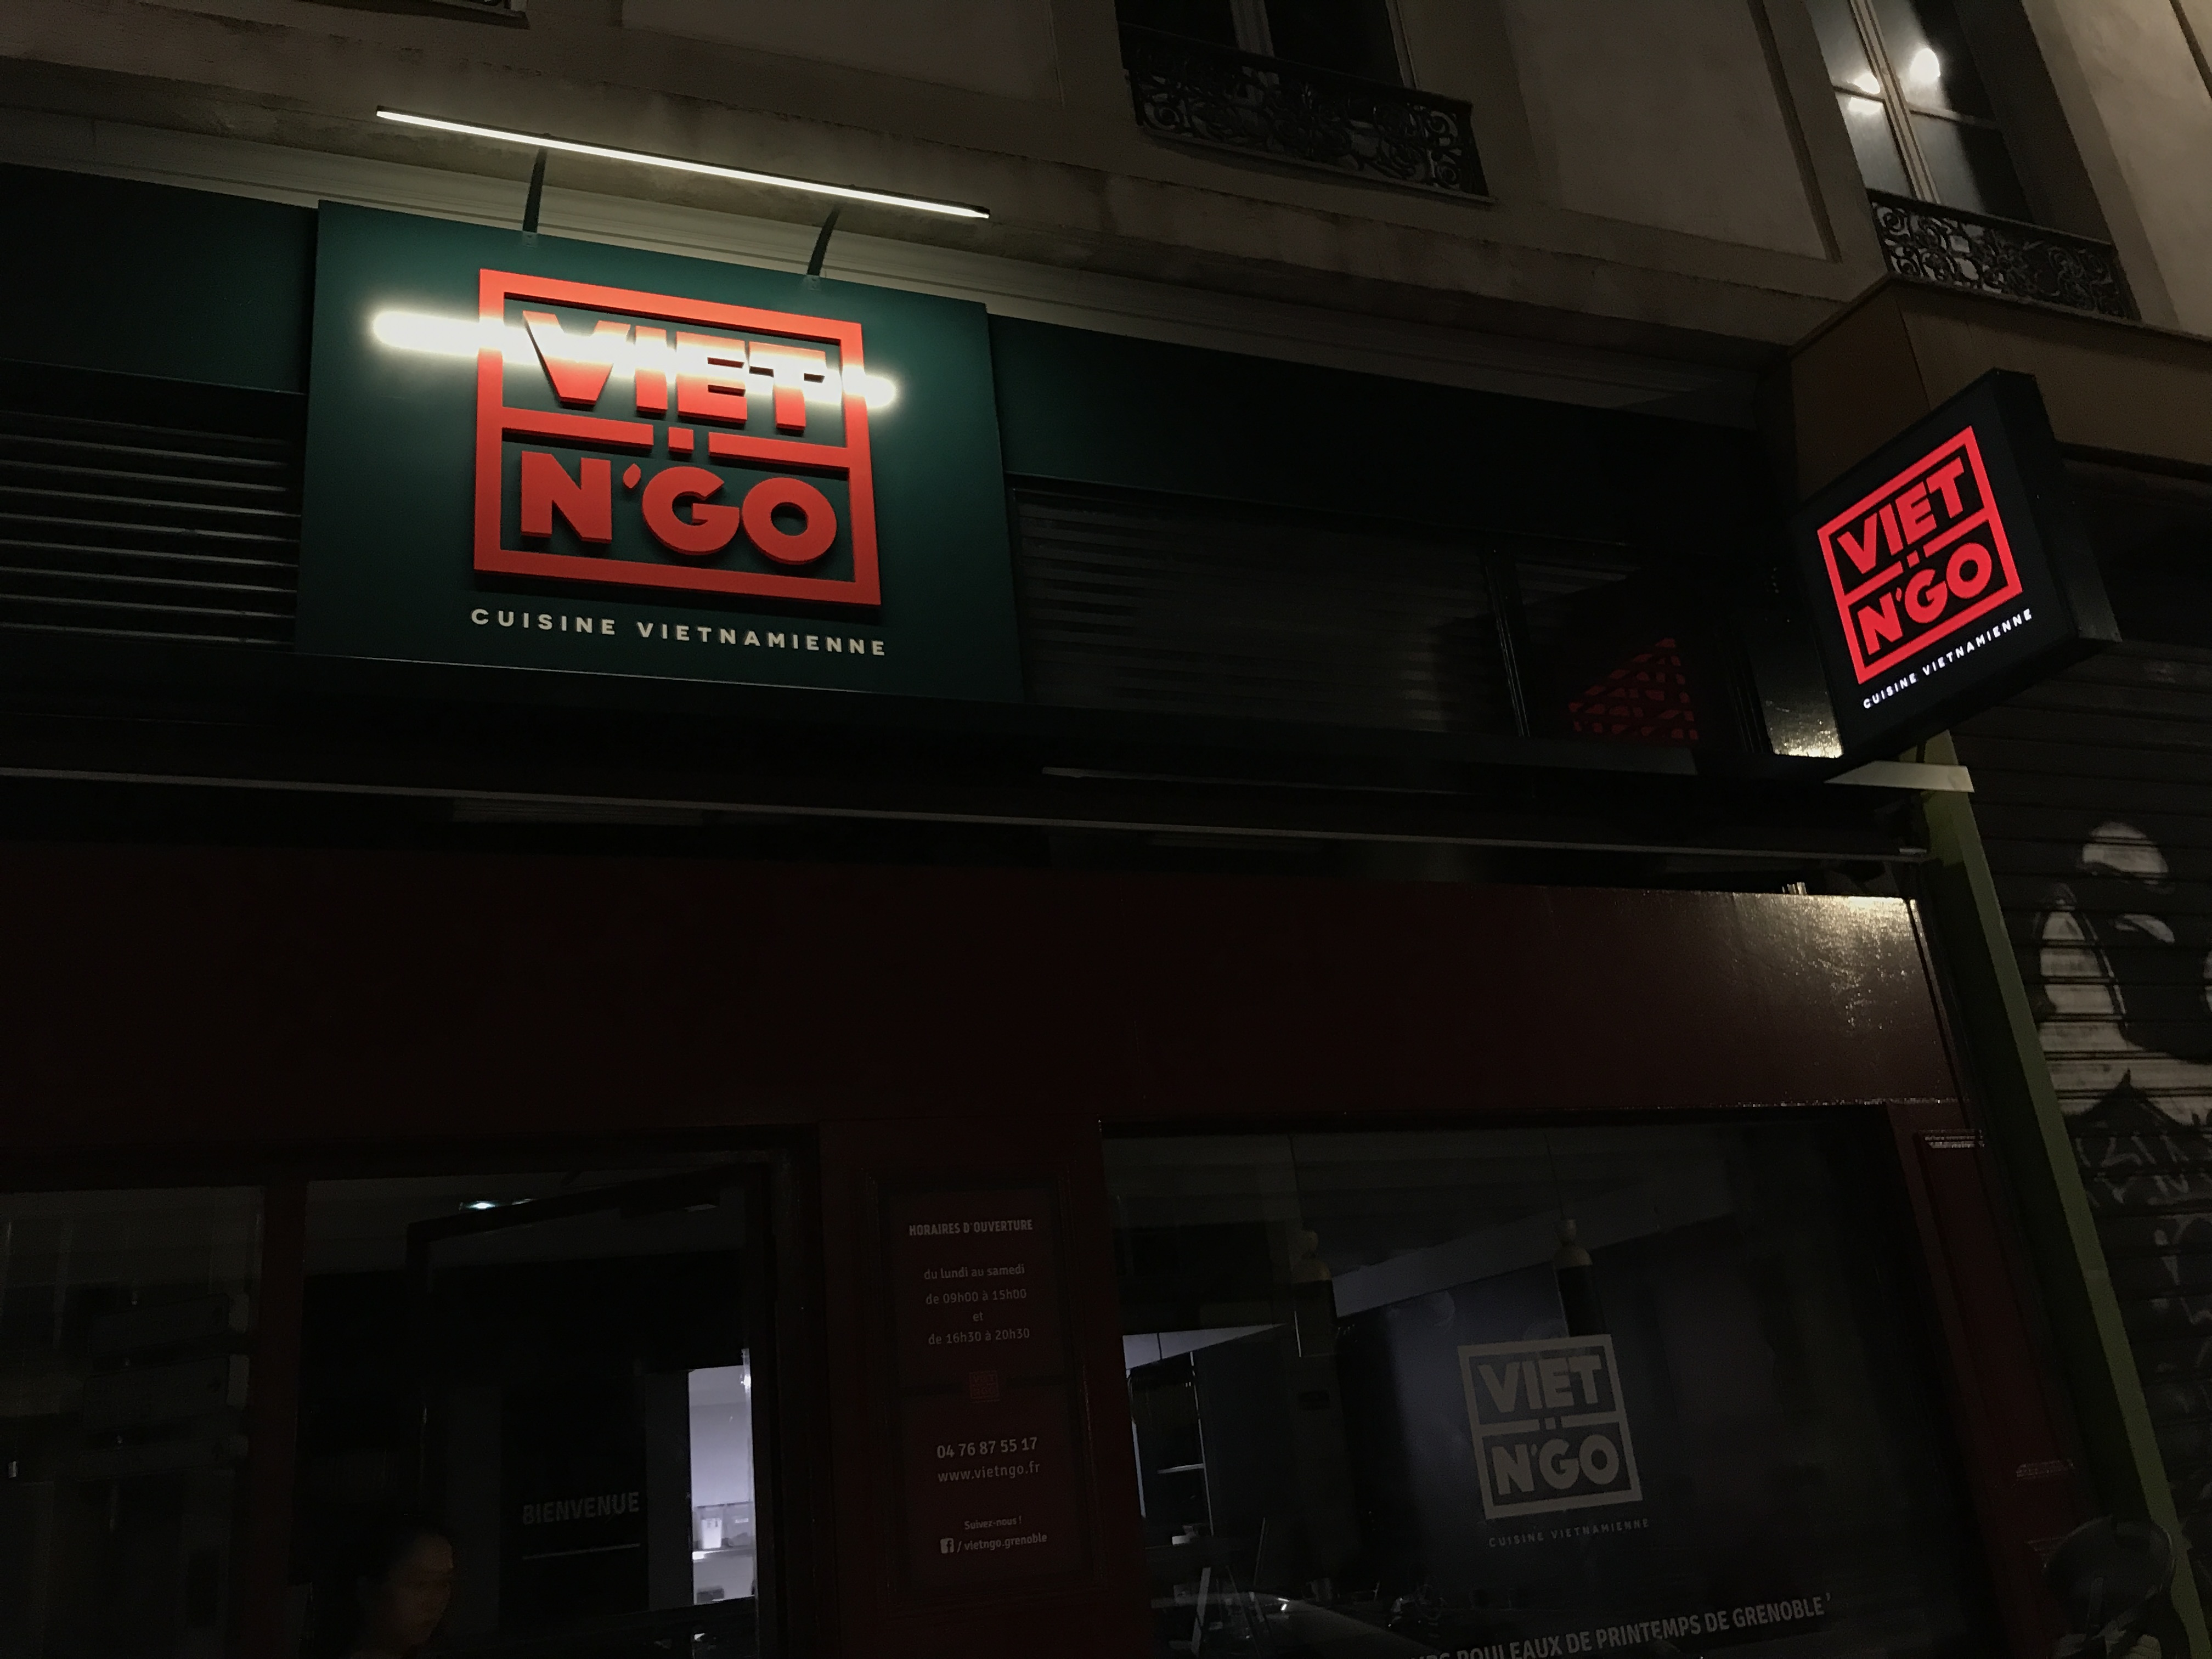 VIET
N'GO
CUISINE VIETNAMIENNE
VIET
N'GO
CUISINE VIETNAMIENNE
HORAIRES D'OUVERTURE
du lundi au samedi
de 09h00 à 15h00
et
de 16h30 à 20h30
04 76 87 55 17
www.vietngo.fr
Suivez-nous !
/ vietngo.grenoble
BIENVENUE
VIET
N'GO
CUISINE VIETNAMIENNE
ROULEAUX DE PRINTEMPS DE GRENOBLE'